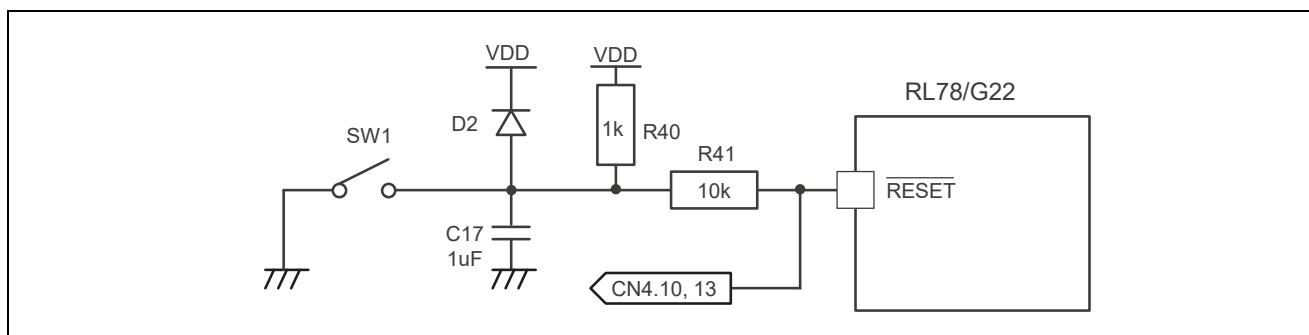 VDD
VDD
RL78/G22
D2
1k
R40
SW1
R41
10k
RESET
C17
1uF
CN4.10, 13